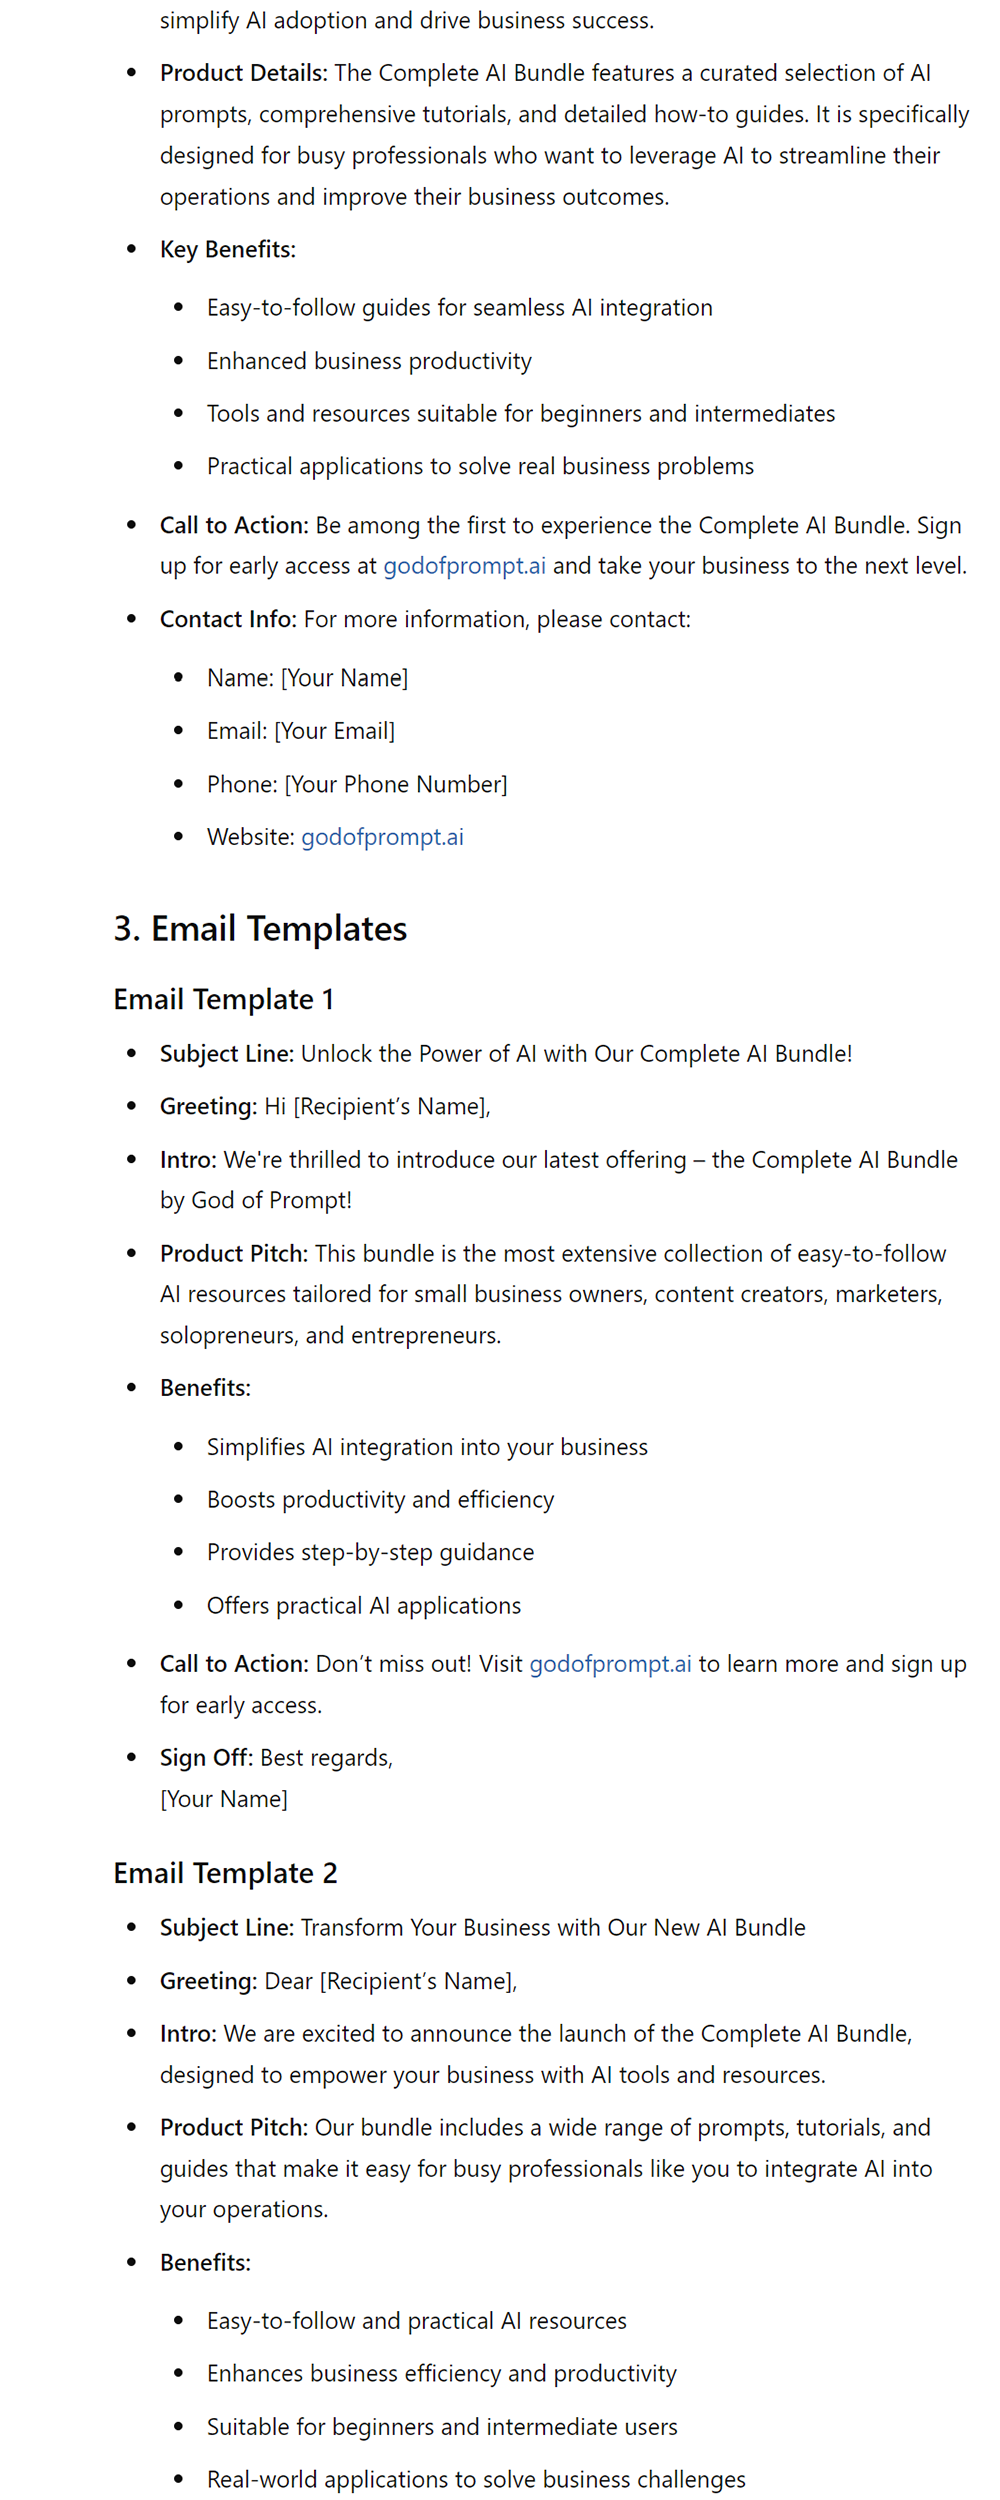 simplify AI adoption and drive business success.
Product Details: The Complete AI Bundle features a curated selection of AI
prompts, comprehensive tutorials, and detailed how-to guides. It is specifically
designed for busy professionals who want to leverage AI to streamline their
operations and improve their business outcomes.
Key Benefits:
Easy-to-follow guides for seamless AI integration
Enhanced business productivity
Tools and resources suitable for beginners and intermediates
Practical applications to solve real business problems
Call to Action: Be among the first to experience the Complete AI Bundle. Sign
up for early access at godofprompt.ai and take your business to the next level.
Contact Info: For more information, please contact:
Name: [Your Name]
Email: [Your Email]
Phone: [Your Phone Number]
Website: godofprompt.ai
3. Email Templates
Email Template 1
Subject Line: Unlock the Power of AI with Our Complete AI Bundle!
Greeting: Hi [Recipient’s Name],
Intro: We're thrilled to introduce our latest offering – the Complete AI Bundle
by God of Prompt!
Product Pitch: This bundle is the most extensive collection of easy-to-follow
AI resources tailored for small business owners, content creators, marketers,
solopreneurs, and entrepreneurs.
Benefits:
Simplifies AI integration into your business
Boosts productivity and efficiency
Provides step-by-step guidance
Offers practical AI applications
Call to Action: Don’t miss out! Visit godofprompt.ai to learn more and sign up
for early access.
Sign Off: Best regards,
[Your Name]
Email Template 2
Subject Line: Transform Your Business with Our New AI Bundle
Greeting: Dear [Recipient’s Name],
Intro: We are excited to announce the launch of the Complete AI Bundle,
designed to empower your business with AI tools and resources.
Product Pitch: Our bundle includes a wide range of prompts, tutorials, and
guides that make it easy for busy professionals like you to integrate AI into
your operations.
Benefits:
Easy-to-follow and practical AI resources
Enhances business efficiency and productivity
Suitable for beginners and intermediate users
Real-world applications to solve business challenges